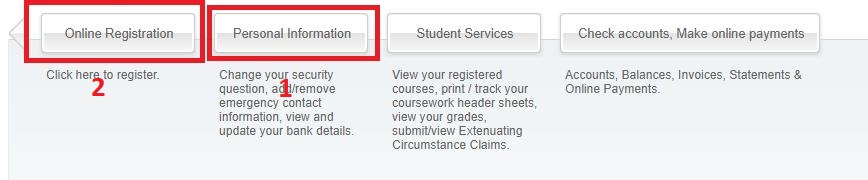 Online Registration
Personal Information
Student Services
Check accounts, Make online payments
Click here to register.
2
Change your security
question, add/remove
emergency contact
information, view and
update your bank details.
1
View your registered
courses, print / track your
coursework header sheets,
view your grades,
submit/view Extenuating
Circumstance Claims.
Accounts, Balances, Invoices, Statements &
Online Payments.